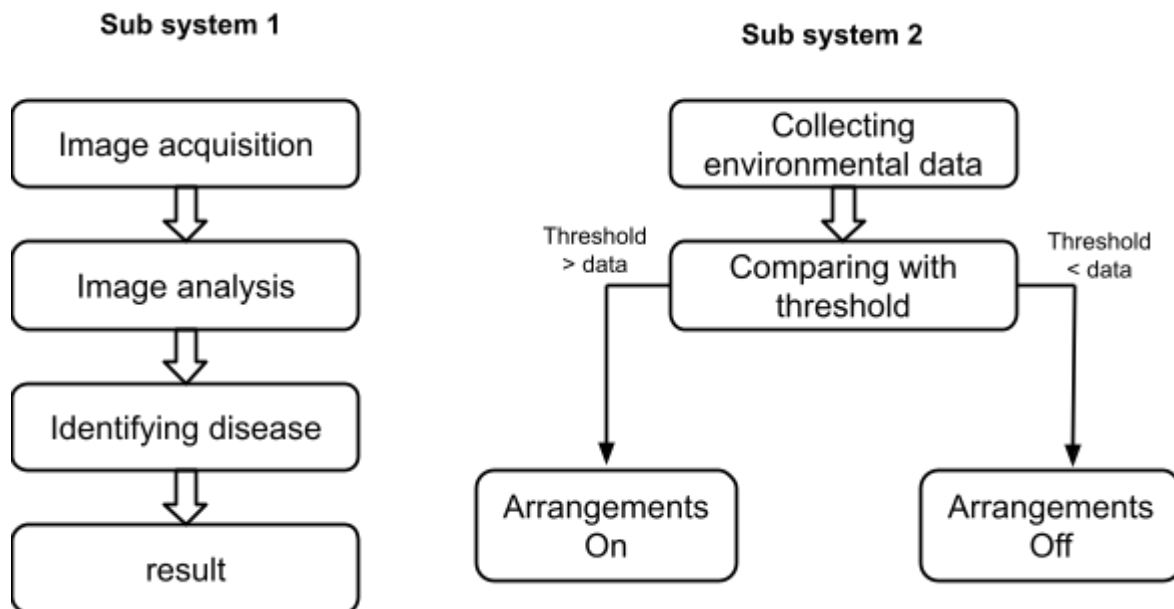 Sub system 1
Image acquisition
Image analysis
Identifying disease
result
Sub system 2
Collecting
environmental data
Threshold
> data
Comparing with
threshold
Threshold
< data
Arrangements
On
Arrangements
Off